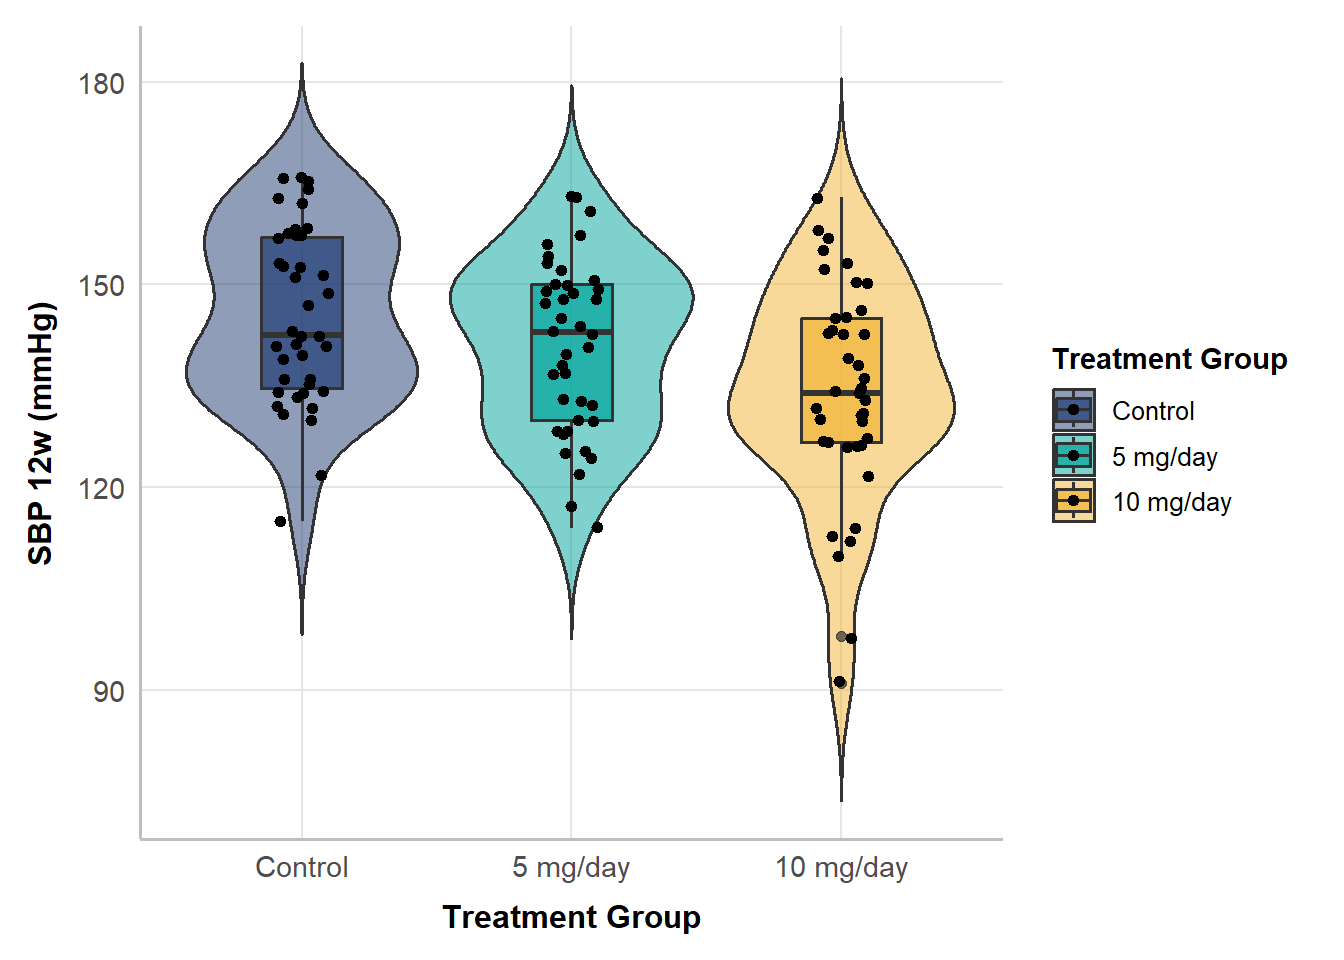 SBP 12w (mmHg)
180
150
120
90
Control
5 mg/day
10 mg/day
Treatment Group
Treatment Group
Control
5 mg/day
10 mg/day